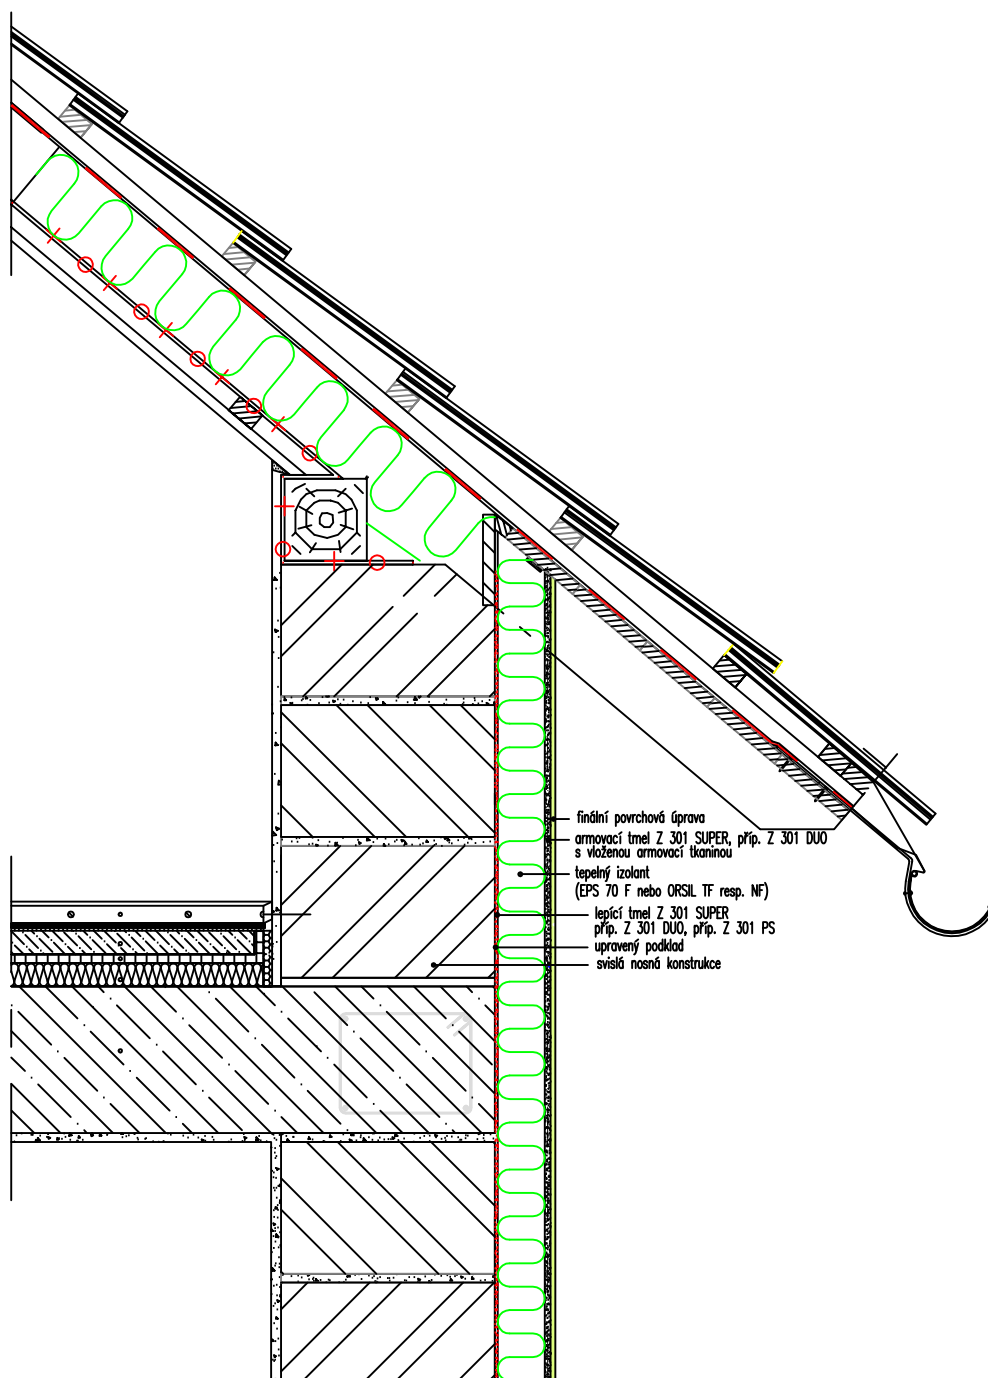 finální povrchová úprava
armovací tmel Z 301 SUPER, příp. Z 301 DUO
s vloženou armovací tkaninou
tepelný izolant
(EPS 70 F nebo ORSIL TF resp. NF)
lepící tmel Z 301 SUPER
příp. Z 301 DUO, příp. Z 301 PS
upravený podklad
svislá nosná konstrukce